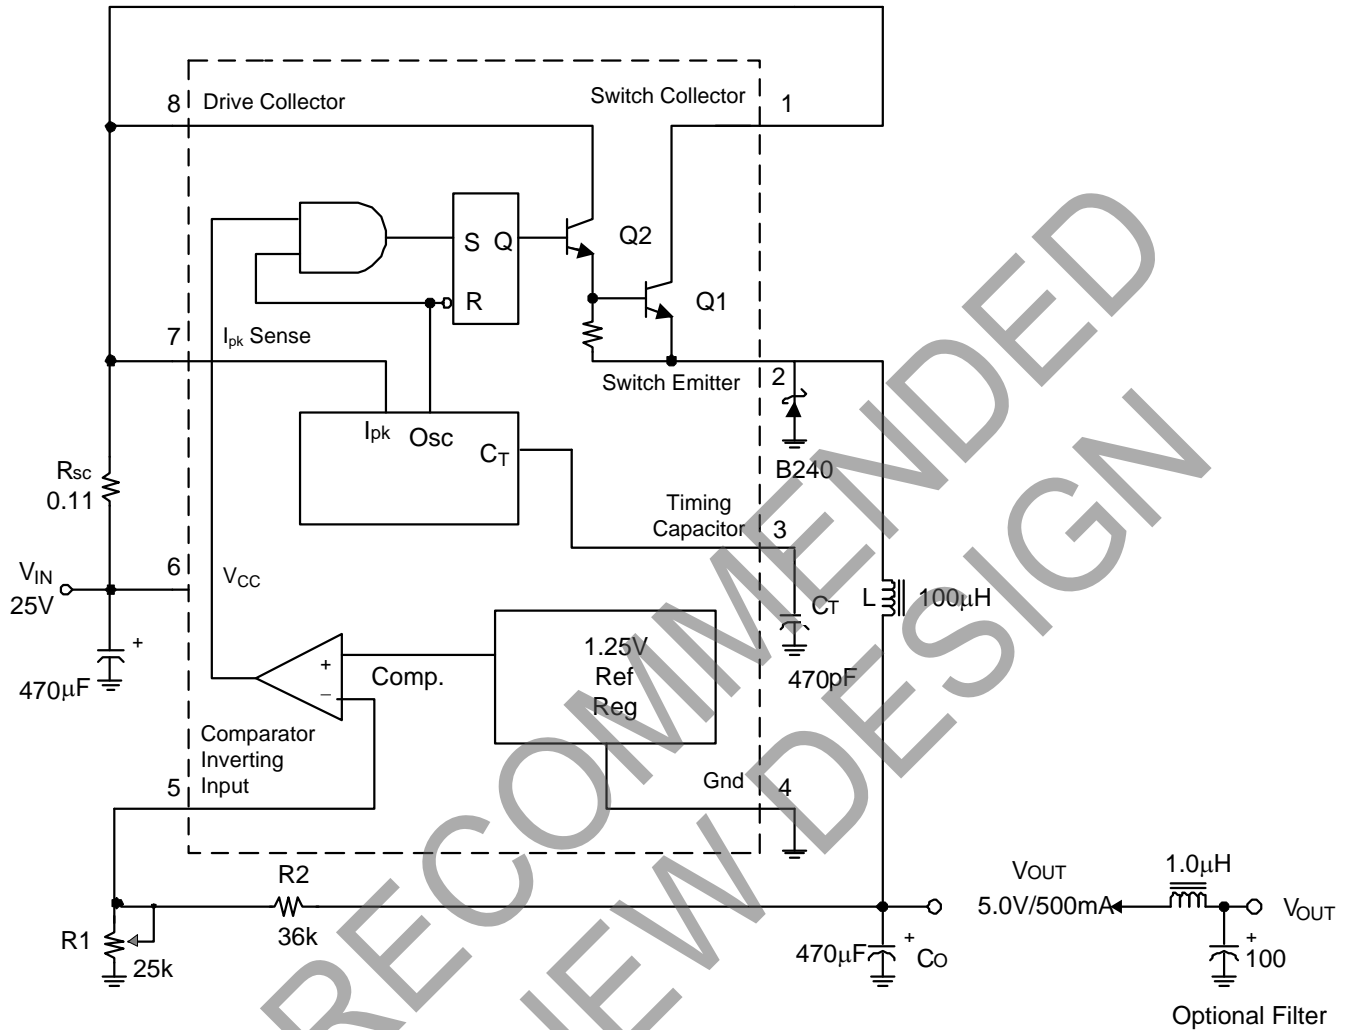 8
Drive Collector
Switch Collector
1
S Q
Q2
R
Q1
7
Ipk Sense
Switch Emitter
2
Ipk
Osc
CT
B240
Rsc
0.11
Timing
Capacitor
3
VIN
25V
6
VCC
L
100µH
CT
470pF
470µF
+
+
−
Comp.
1.25V
Ref
Reg
Comparator
Inverting
Input
5
Gnd
4
R2
36k
R1
25k
VOUT
5.0V/500mA
1.0µH
VOUT
470µF
+
CO
+
100
Optional Filter
RECOMMENDED
NEW DESIGN